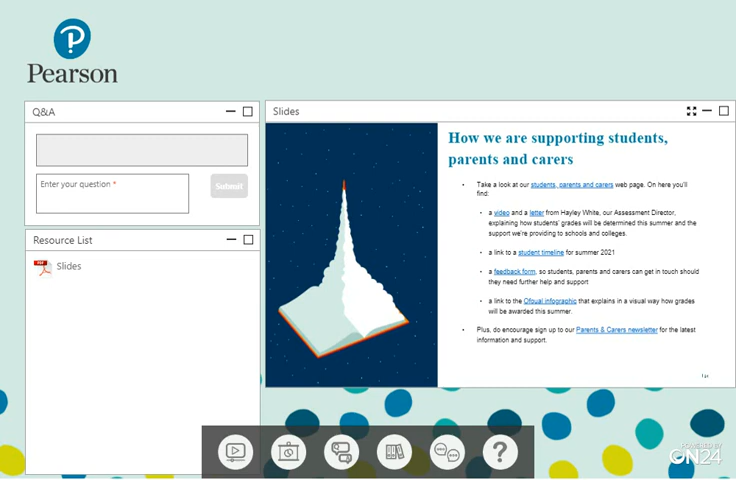 Pearson
Q&A
Enter your question *
Submit
Resource List
PDF
Slides
Slides
How we are supporting students,
parents and carers
• Take a look at our students, parents and carers web page. On here you'll
find:
• a video and a letter from Hayley White, our Assessment Director,
explaining how students' grades will be determined this summer and the
support we're providing to schools and colleges.
• a link to a student timeline for summer 2021
• a feedback form, so students, parents and carers can get in touch should
they need further help and support
• a link to the Ofqual infographic that explains in a visual way how grades
will be awarded this summer.
• Plus, do encourage sign up to our Parents & Carers newsletter for the latest
information and support.
?
POWERED BY
ON24